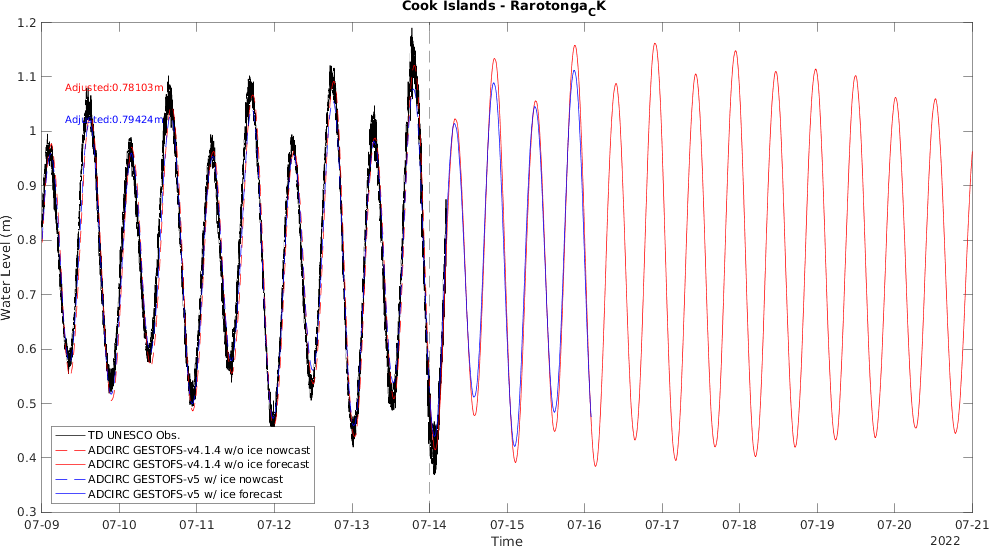 Cook Islands - Rarotonga_CK
1.2
1.1
1
0.9
0.8
0.7
0.6
0.5
0.4
0.3
Water Level (m)
Adjusted:0.78103m
Adjusted:0.79424m
TD UNESCO Obs.
ADCIRC GESTOFS-v4.1.4 w/o ice nowcast
ADCIRC GESTOFS-v4.1.4 w/o ice forecast
ADCIRC GESTOFS-v5 w/ ice nowcast
ADCIRC GESTOFS-v5 w/ ice forecast
07-09 07-10 07-11 07-12 07-13 07-14 07-15 07-16 07-17 07-18 07-19 07-20 07-21
Time
2022